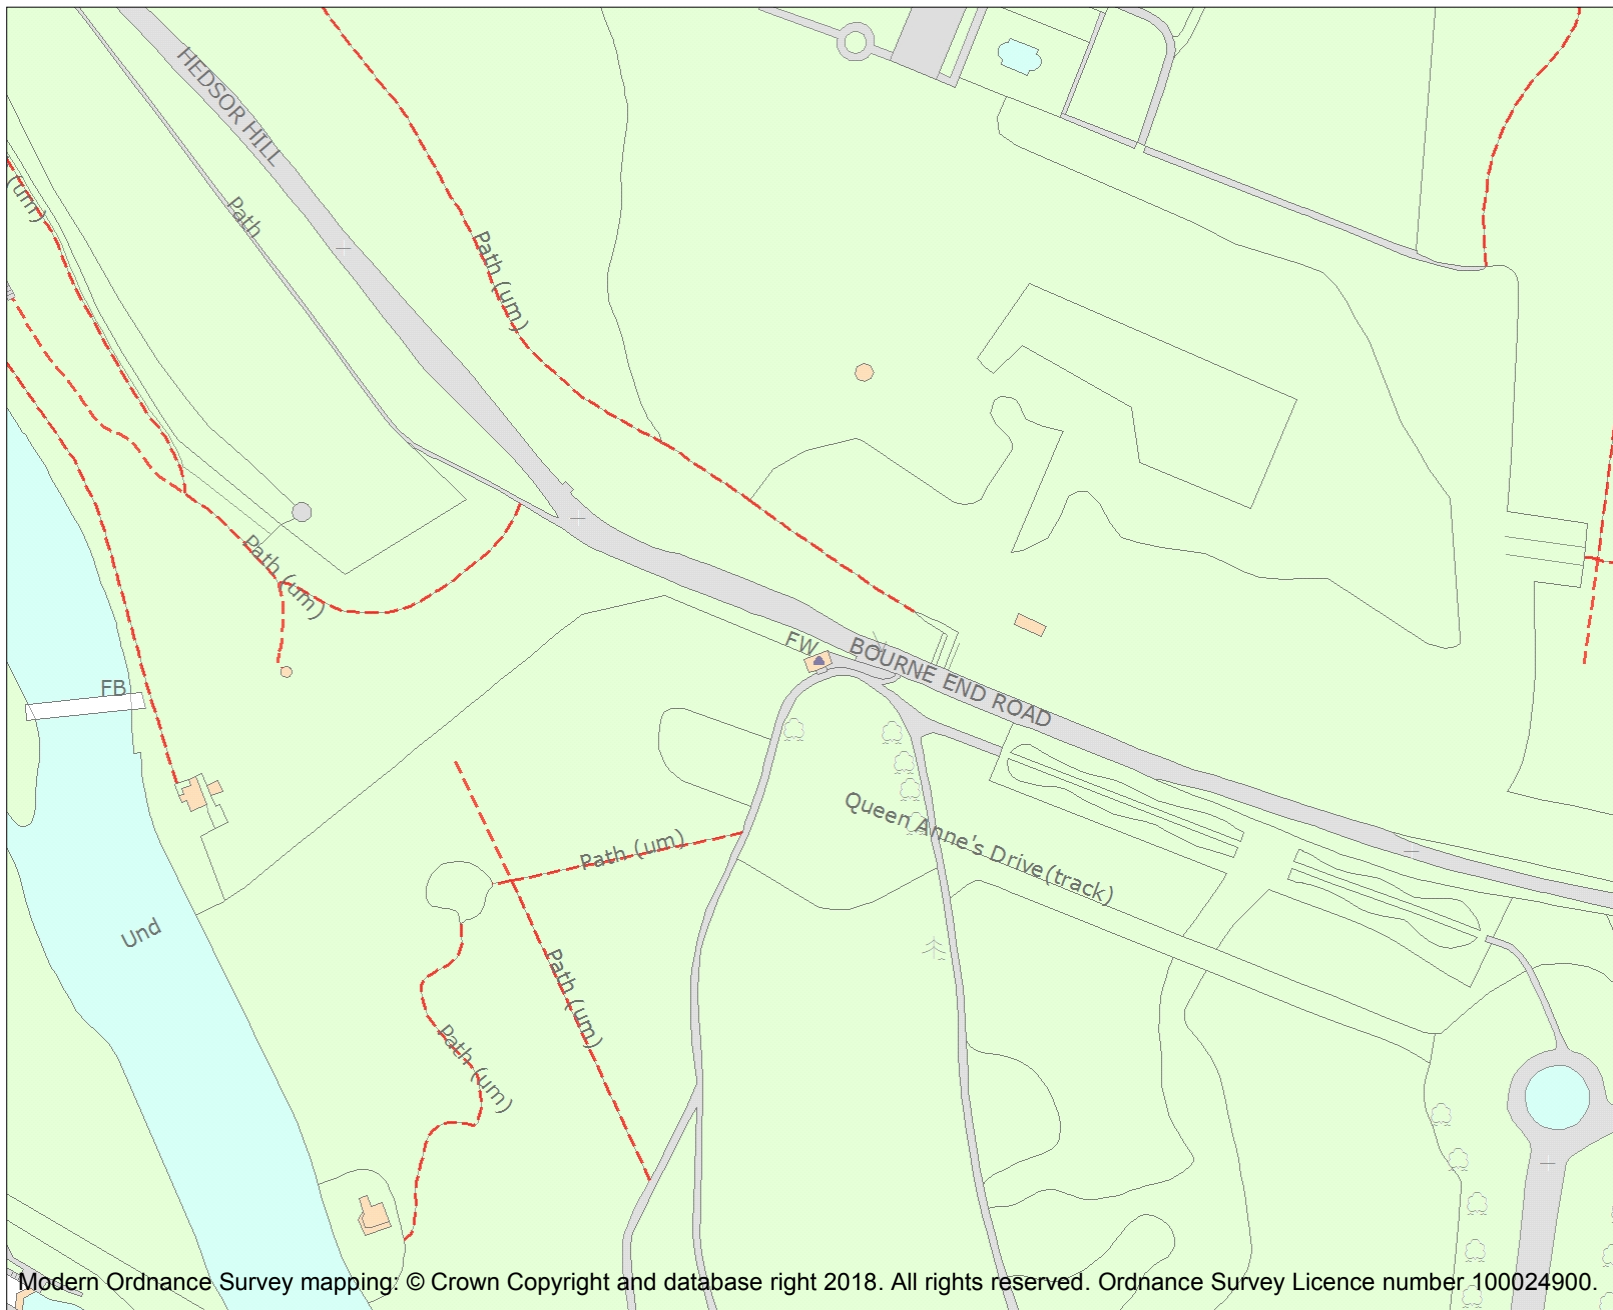 HEDSOR HILL
(um)
Path
Path (um)
Path (um)
FW
BOURNE END ROAD
FB
Queen Anne's Drive(track)
Path (um)
Und
Path (um)
Path (um)
Modern Ordnance Survey mapping: © Crown Copyright and database right 2018. All rights reserved. Ordnance Survey Licence number 100024900.